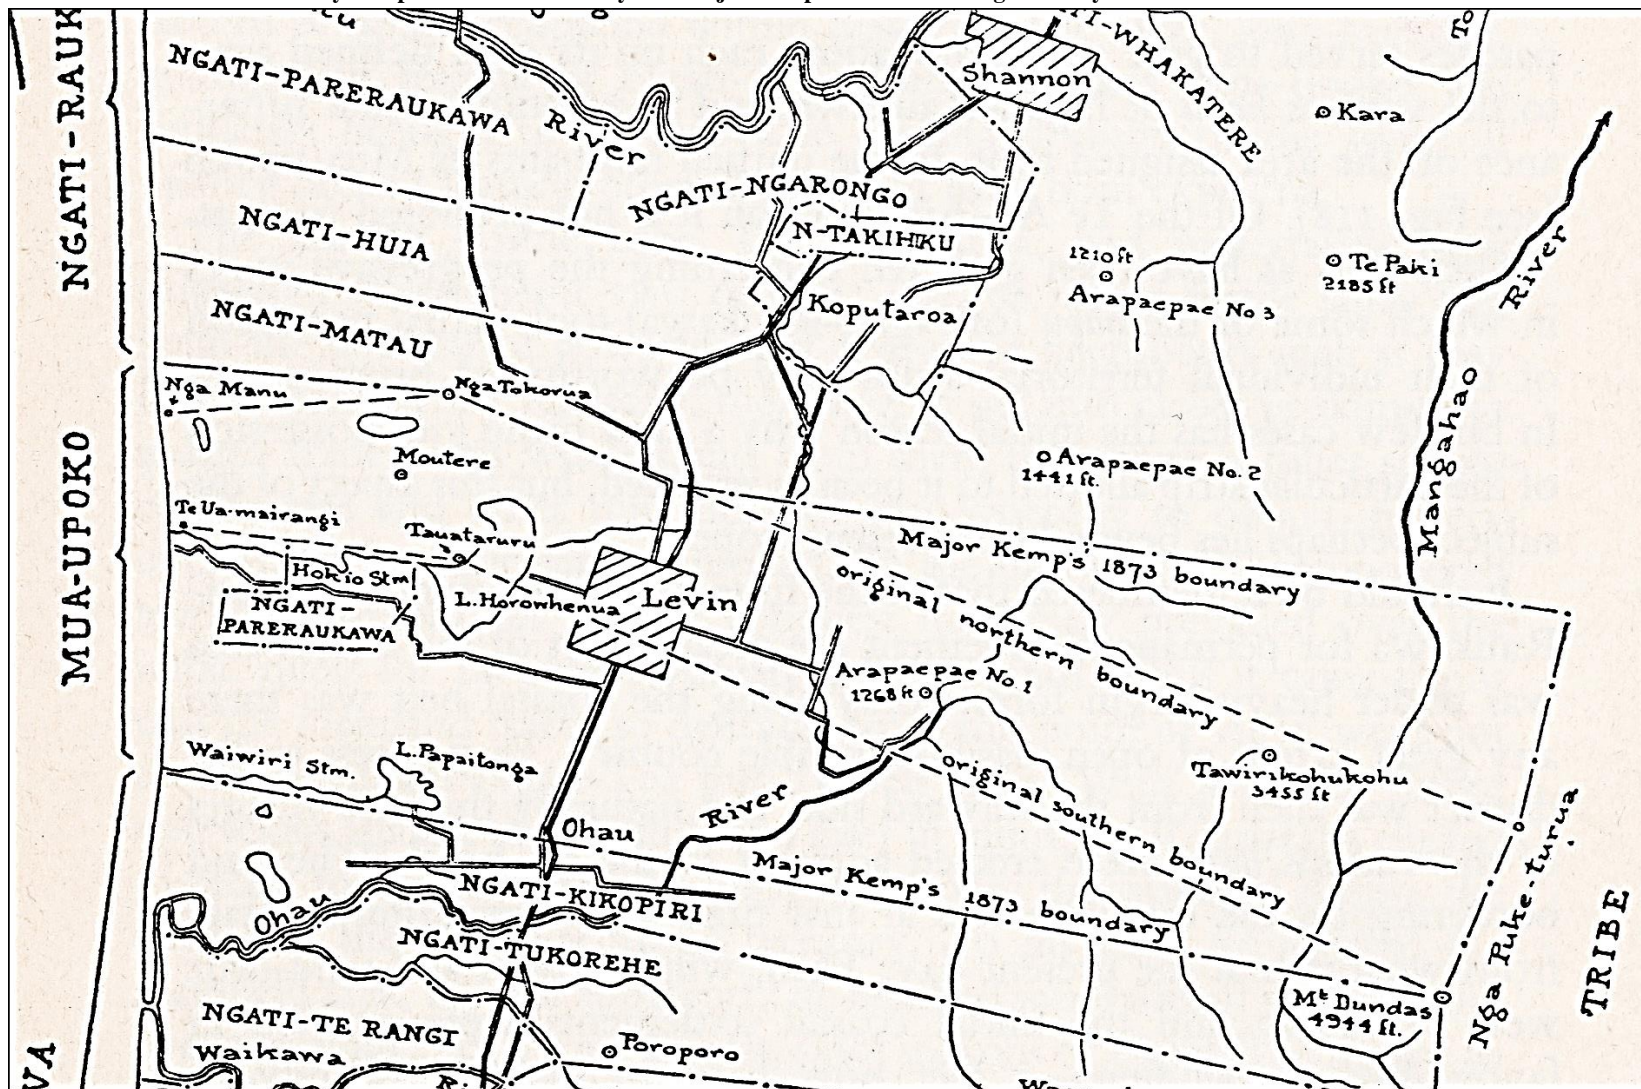 NGATI-RAUK
NGATI-PARERAUKAWA
River
Shannon
TI-WHAKATERE
To
Kara
NGATI-NGARONGO
N-TAKIHIKU
NGATI-HUIA
1210 ft
Arapaepae No 3
Te Paki
2185 ft
River
Koputaroa
NGATI-MATAU
Nga Manu
Nga Tokorua
Mangahao
MUA-UPOKO
Moutere
Arapaepae No. 2
1441 ft.
Te Ua-mairangi
Tauataruru
Major Kemp's 1873 boundary
Hokio Stm
L. Horowhenua
Levin
original northern boundary
NGATI-
PARERAUKAWA
Arapaepae No. 1
1268 ft
Waiwiri Stm.
L. Papaitonga
original southern boundary
Tawirikohukohu
3455 ft
River
Ohau
Major Kemp's 1873 boundary
Nga Puke-turua
NGATI-KIKOPIRI
Ohau
NGATI-TUKOREHE
TRIBE
Mt Dundas
4944 ft.
NGATI-TE RANGI
Waikawa
Poroporo
Ri
VA